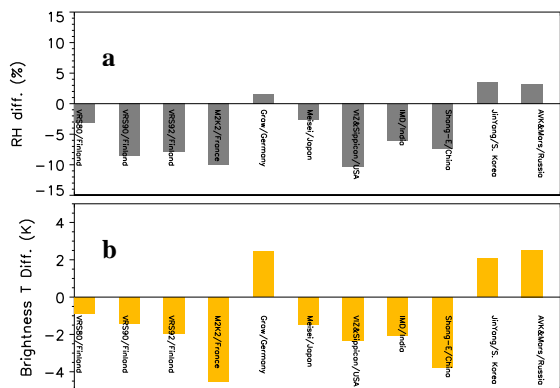 15
10
5
0
−5
−10
−15
RH diff. (%)
a
VRS80/Finland
VRS90/Finland
VRS92/Finland
M2K2/France
Graw/Germany
Meisei/Japan
VIZ&Sippican/USA
IMD/India
Shang-E/China
JinYang/S. Korea
AVK&Mars/Russia
4
2
0
−2
−4
Brightness T Diff. (K)
b
VRS80/Finland
VRS90/Finland
VRS92/Finland
M2K2/France
Graw/Germany
Meisei/Japan
VIZ&Sippican/USA
IMD/India
Shang-E/China
JinYang/S. Korea
AVK&Mars/Russia